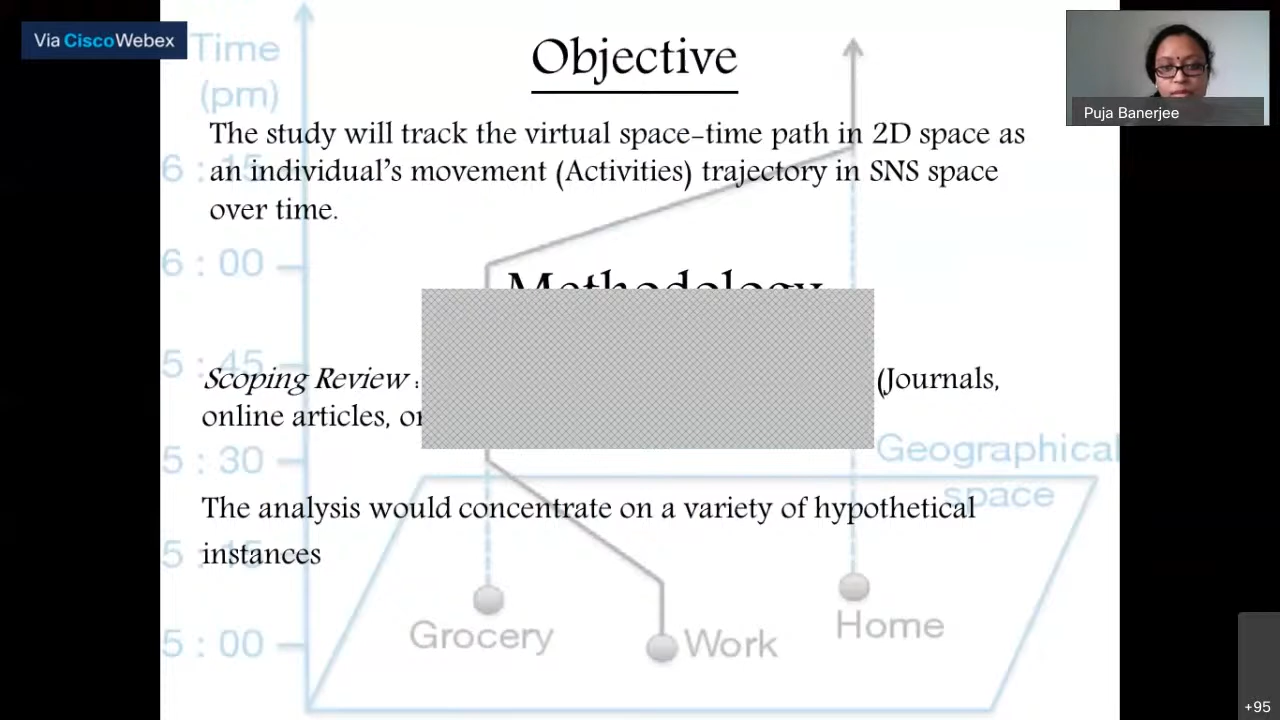 Via CiscoWebex
Time
(pm)
Objective
Puja Banerjee
The study will track the virtual space-time path in 2D space as
6 : 15
an individual's movement (Activities) trajectory in SNS space
over time.
6 : 00
Methodology
5 : 45
Scoping Review : (Journals,
online articles,
Geographical
5 : 30
space
The analysis would concentrate on a variety of hypothetical
5 : 15
instances
Grocery
Work
Home
5 : 00
+95